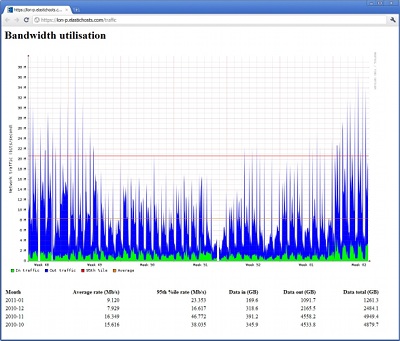 https://lon-p.elastichosts.c...
https://lon-p.elastichosts.com/traffic
Bandwidth utilisation
Network traffic (bits/second)
40 M
38 M
36 M
34 M
32 M
30 M
28 M
26 M
24 M
22 M
20 M
18 M
16 M
14 M
12 M
10 M
8 M
6 M
4 M
2 M
0
Week 48 Week 49 Week 50 Week 51 Week 52 Week 01 Week 02
In traffic Out traffic 95th %ile Average
Month Average rate (Mb/s) 95th %ile rate (Mb/s) Data in (GB) Data out (GB) Data total (GB)
2011-01 9.120 23.353 169.6 1091.7 1261.3
2010-12 7.929 16.617 318.6 2165.5 2484.1
2010-11 16.349 46.772 391.2 4558.2 4949.4
2010-10 15.616 38.035 345.9 4533.8 4879.7